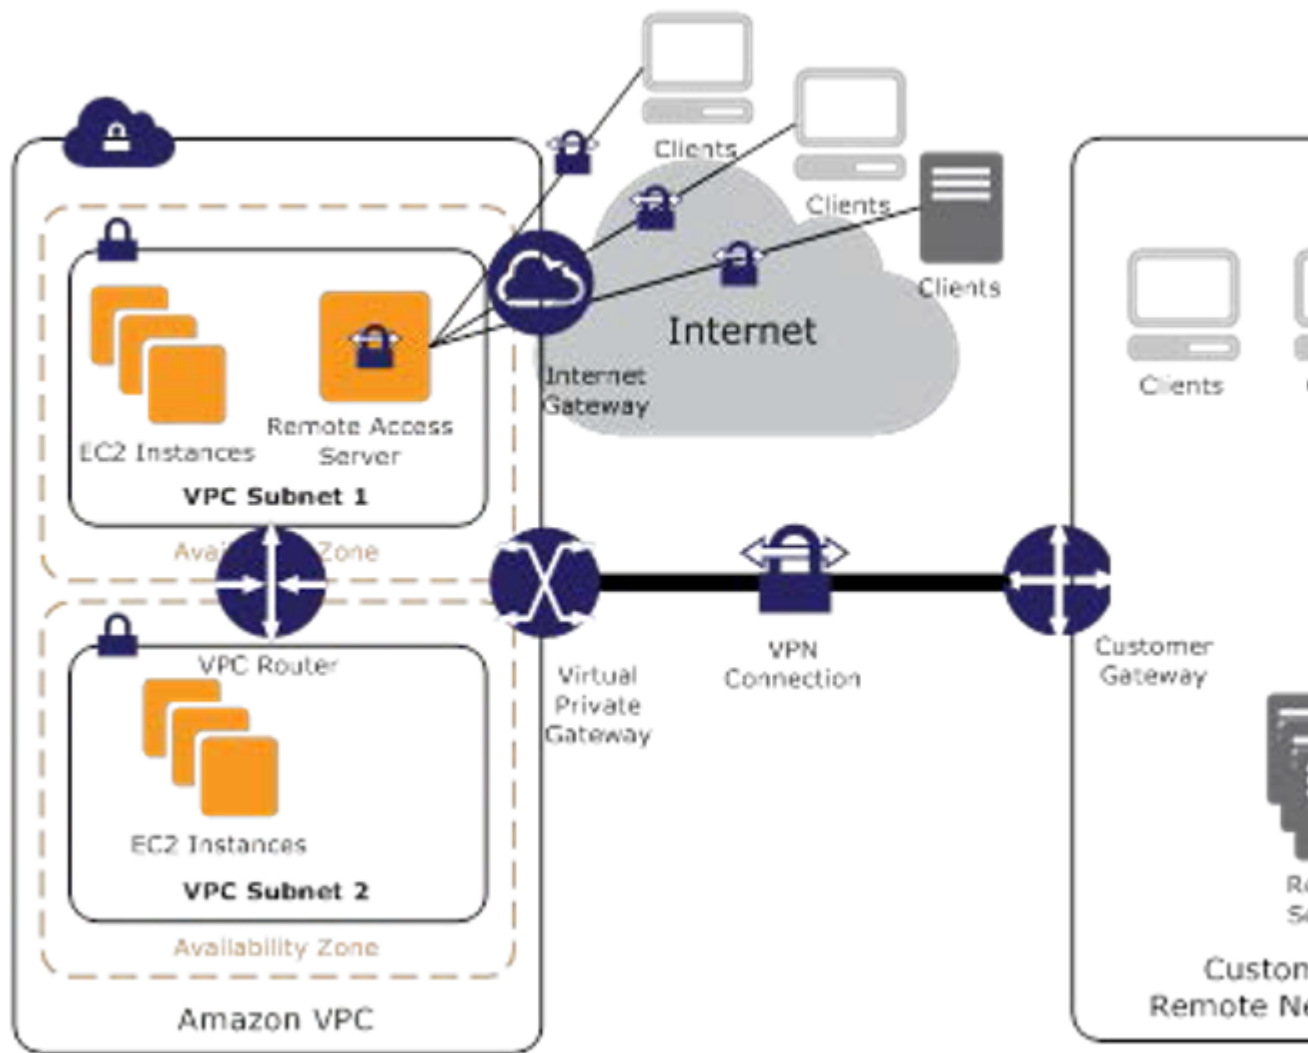 Clients
Clients
Clients
Internet
Internet
Gateway
EC2 Instances
Remote Access
Server
VPC Subnet 1
Zone
VPC Router
Virtual
Private
Gateway
VPN
Connection
Customer
Gateway
Clients
EC2 Instances
VPC Subnet 2
Availability Zone
Amazon VPC
Remote